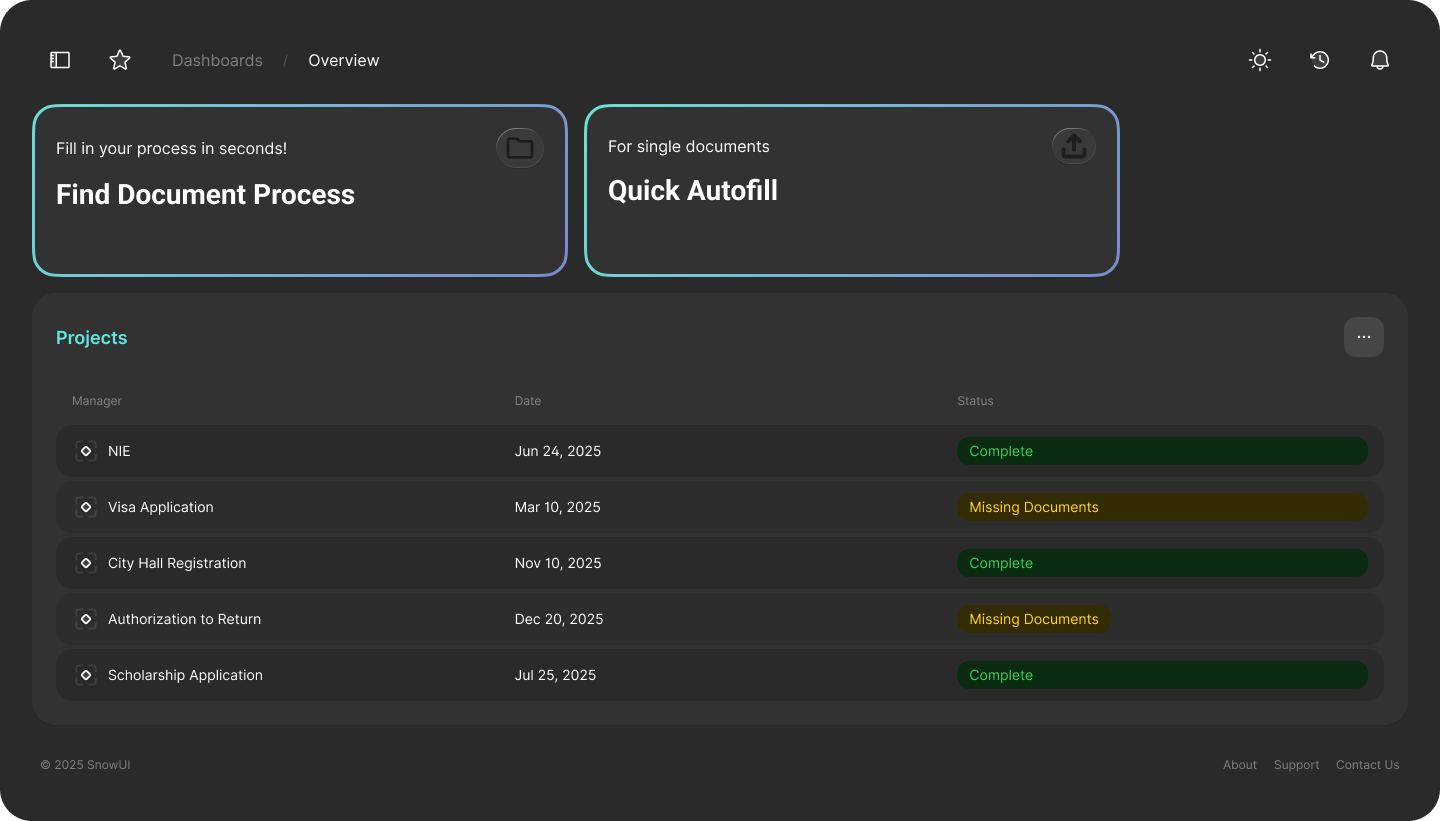 Dashboards / Overview
Fill in your process in seconds!
Find Document Process
For single documents
Quick Autofill
Projects
Manager Date Status
NIE Jun 24, 2025 Complete
Visa Application Mar 10, 2025 Missing Documents
City Hall Registration Nov 10, 2025 Complete
Authorization to Return Dec 20, 2025 Missing Documents
Scholarship Application Jul 25, 2025 Complete
© 2025 SnowUI About Support Contact Us